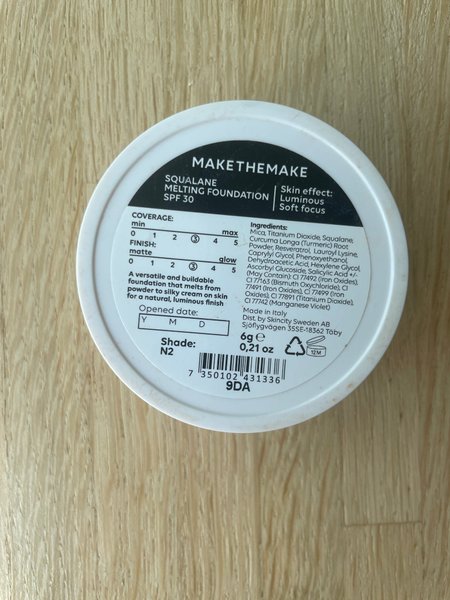 MAKETHEMAKE
SQUALANE
MELTING FOUNDATION
SPF 30
Skin effect:
Luminous
Soft focus
COVERAGE:
min max
0 1 2 3 4 5
FINISH:
matte glow
0 1 2 3 4 5
A versatile and buildable
foundation that melts from
powder to silky cream on skin
for a natural, luminous finish
Opened date:
Y M D
Shade:
N2
Ingredients:
Mica, Titanium Dioxide, Squalane,
Curcuma Longa (Turmeric) Root
Powder, Resveratrol, Lauroyl Lysine,
Caprylyl Glycol, Phenoxyethanol,
Dehydroacetic Acid, Hexylene Glycol,
Ascorbyl Glucoside, Salicylic Acid +/-
(May Contain): CI 77492 (Iron Oxides),
CI 77163 (Bismuth Oxychloride), CI
77491 (Iron Oxides), CI 77499 (Iron
Oxides), CI 77891 (Titanium Dioxide),
CI 77742 (Manganese Violet)
Made in Italy
Dist. by Skincity Sweden AB
Sjöflygvägen 35SE-18362 Täby
6g ℮
0,21 oz
12M
7 350102 431336
9DA